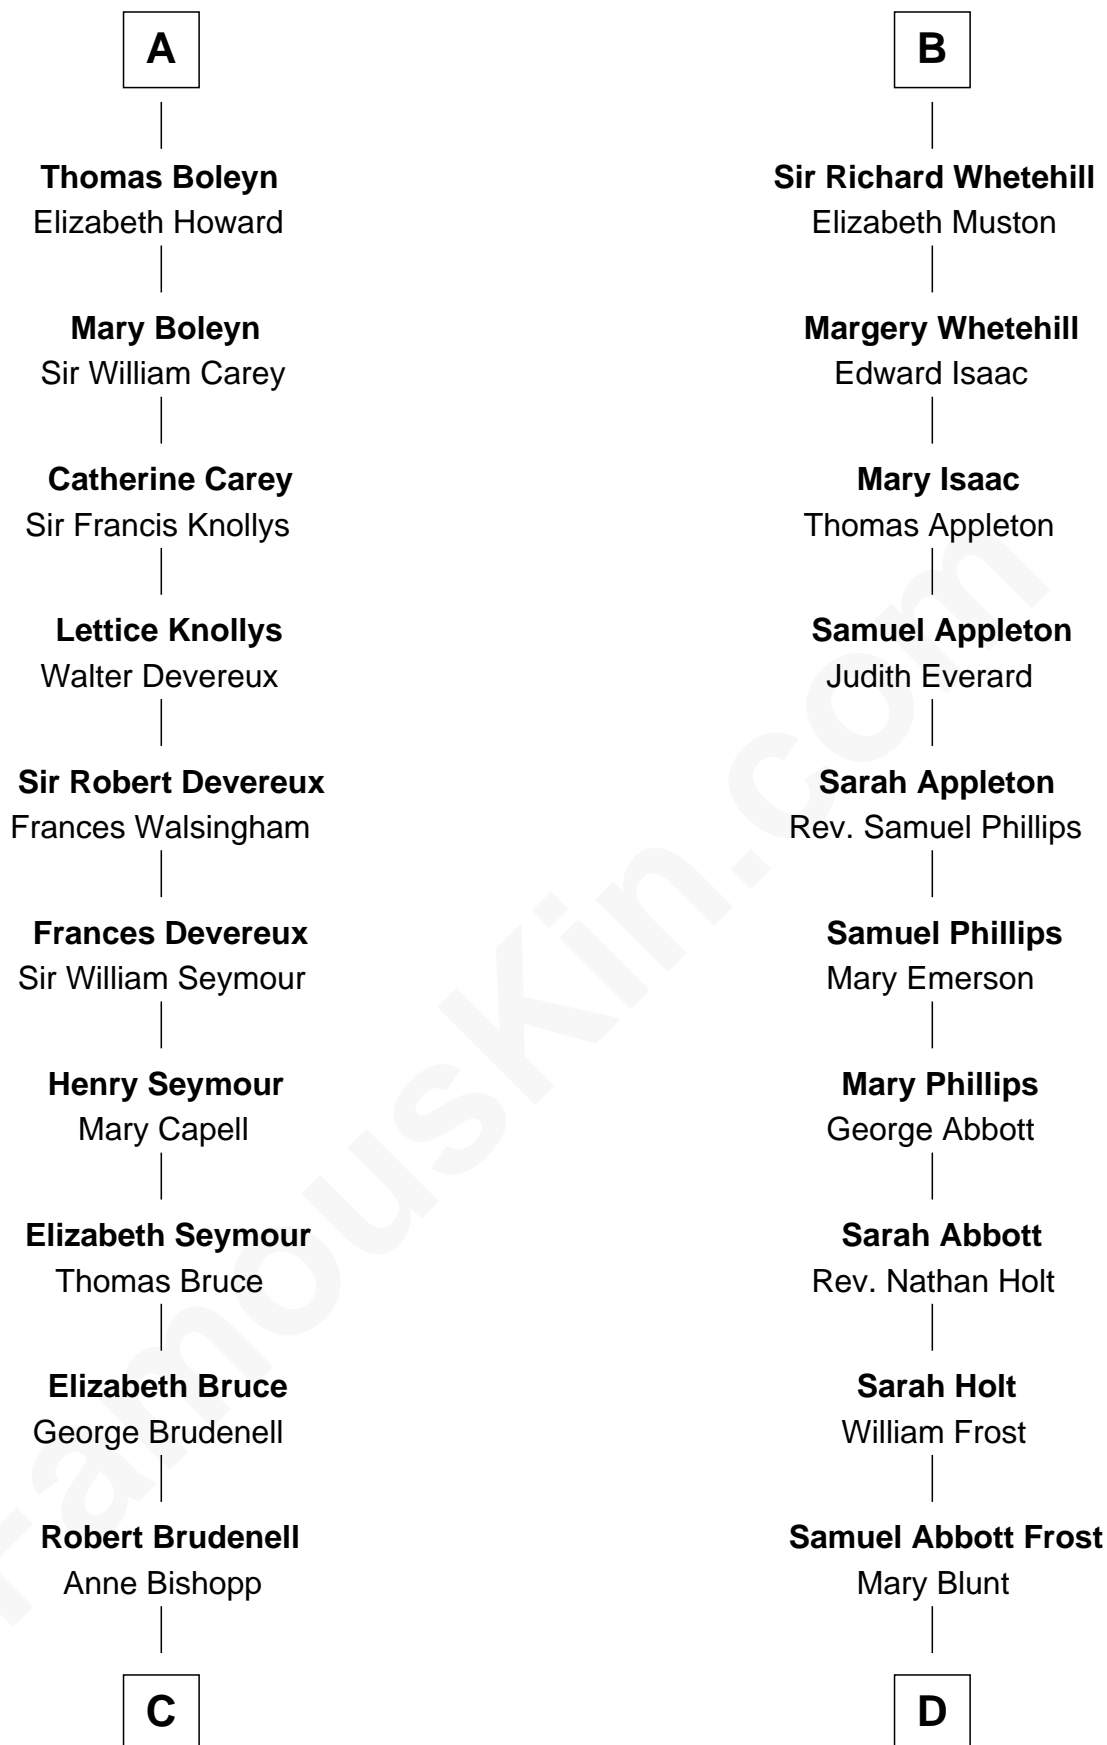 A
Thomas Boleyn
Elizabeth Howard
Mary Boleyn
Sir William Carey
Catherine Carey
Sir Francis Knollys
Lettice Knollys
Walter Devereux
Sir Robert Devereux
Frances Walsingham
Frances Devereux
Sir William Seymour
Henry Seymour
Mary Capell
Elizabeth Seymour
Thomas Bruce
Elizabeth Bruce
George Brudenell
Robert Brudenell
Anne Bishopp
C
B
Sir Richard Whetehill
Elizabeth Muston
Margery Whetehill
Edward Isaac
Mary Isaac
Thomas Appleton
Samuel Appleton
Judith Everard
Sarah Appleton
Rev. Samuel Phillips
Samuel Phillips
Mary Emerson
Mary Phillips
George Abbott
Sarah Abbott
Rev. Nathan Holt
Sarah Holt
William Frost
Samuel Abbott Frost
Mary Blunt
D
FamousKin.com